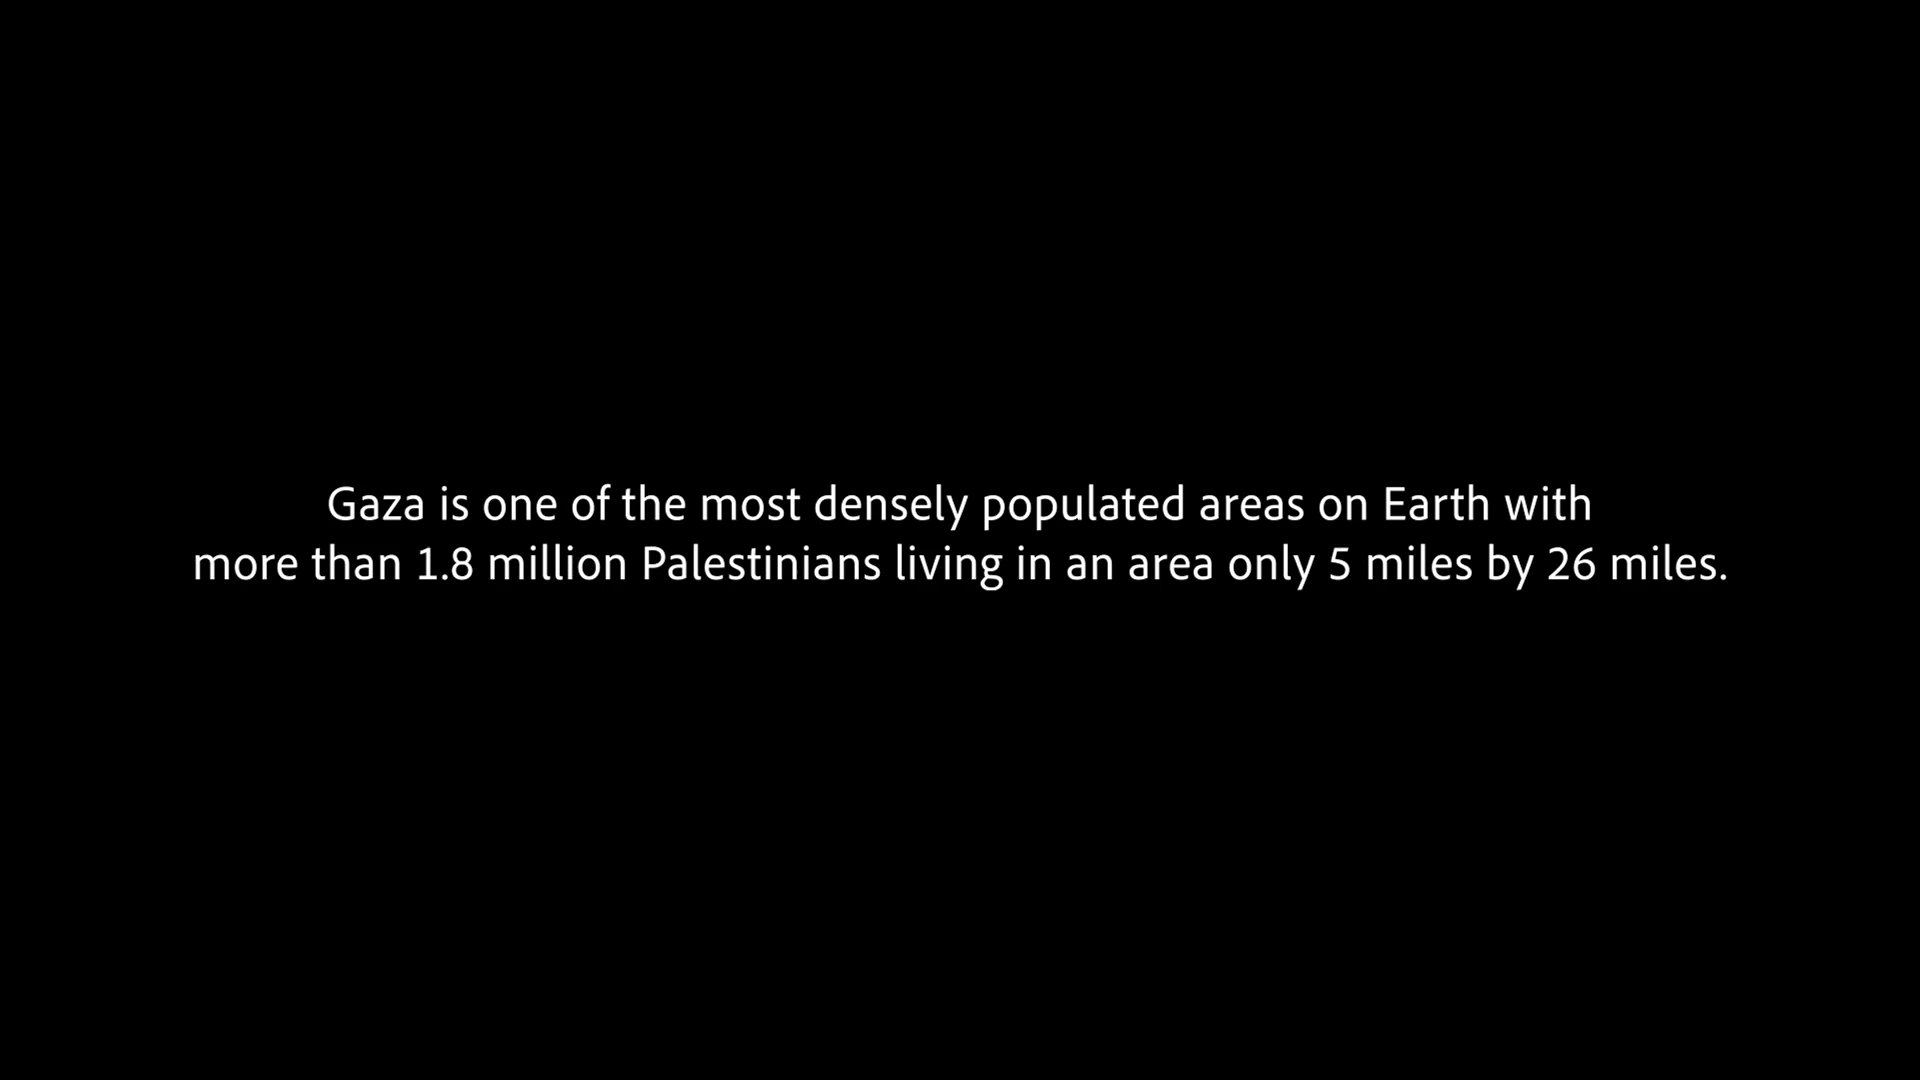 Gaza is one of the most densely populated areas on Earth with
more than 1.8 million Palestinians living in an area only 5 miles by 26 miles.